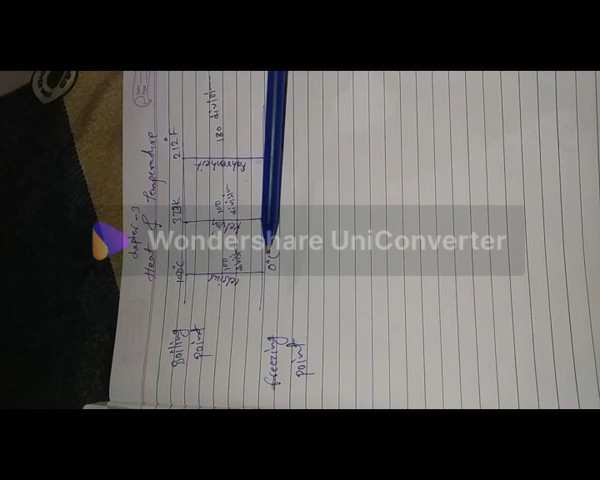 chapter - 3
Heat & Temperature
Boiling point
100°C
373K
212°F
celsius
100 divisi
kelvin
100 division
Fahrenheit
180 division
freezing point
0°C
Wondershare UniConverter